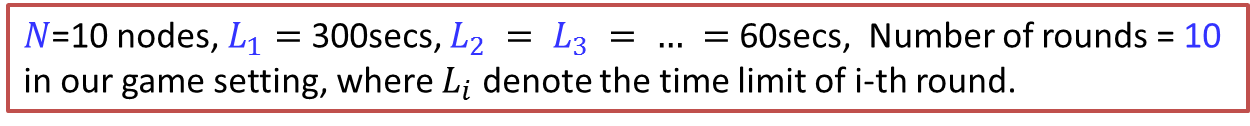 N=10 nodes, L₁ = 300secs, L₂ = L₃ = … = 60secs, Number of rounds = 10
in our game setting, where Lᵢ denote the time limit of i-th round.